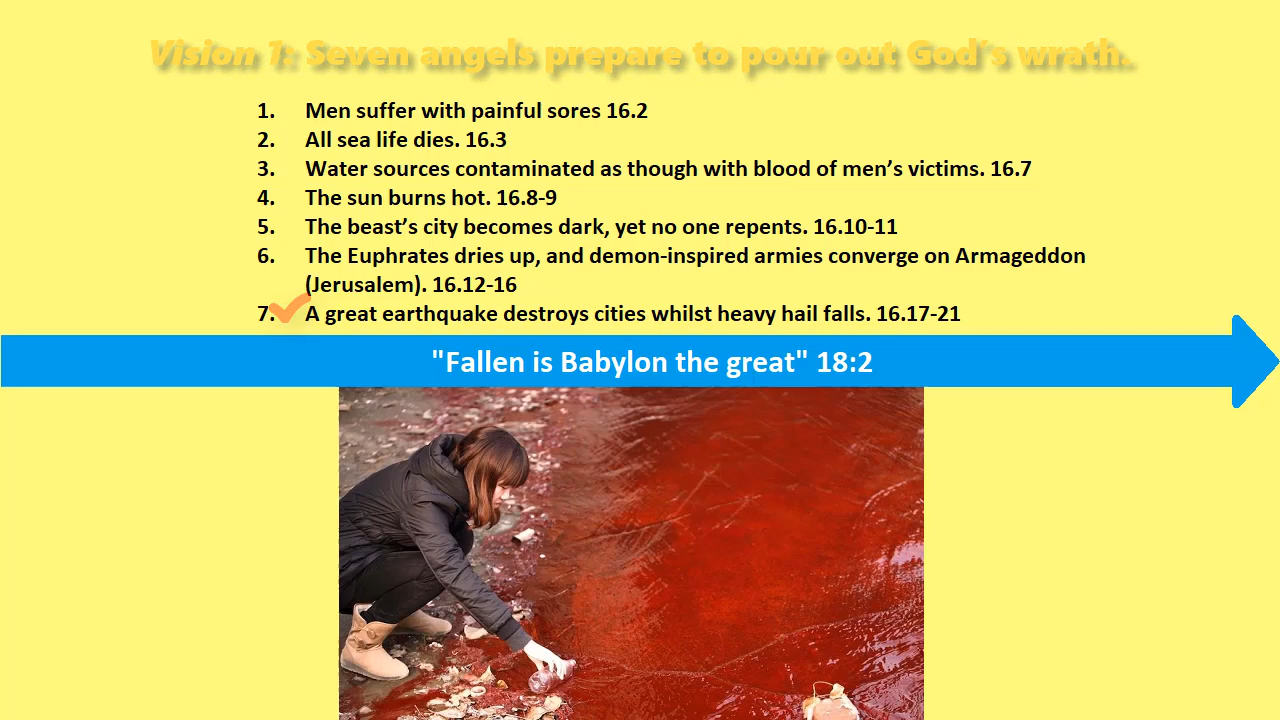 Vision 1: Seven angels prepare to pour out God's wrath.
1. Men suffer with painful sores 16.2
2. All sea life dies. 16.3
3. Water sources contaminated as though with blood of men’s victims. 16.7
4. The sun burns hot. 16.8-9
5. The beast’s city becomes dark, yet no one repents. 16.10-11
6. The Euphrates dries up, and demon-inspired armies converge on Armageddon
(Jerusalem). 16.12-16
7. A great earthquake destroys cities whilst heavy hail falls. 16.17-21
"Fallen is Babylon the great" 18:2